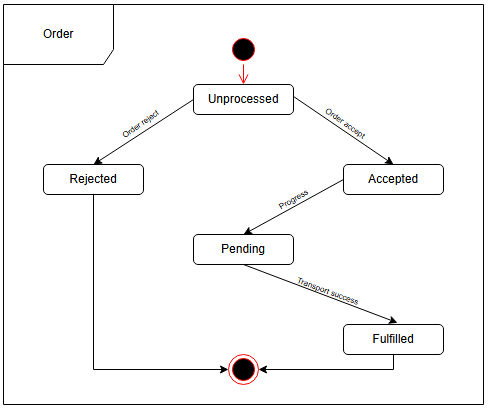 Order
Unprocessed
Order reject
Order accept
Rejected
Accepted
Progress
Pending
Transport success
Fulfilled